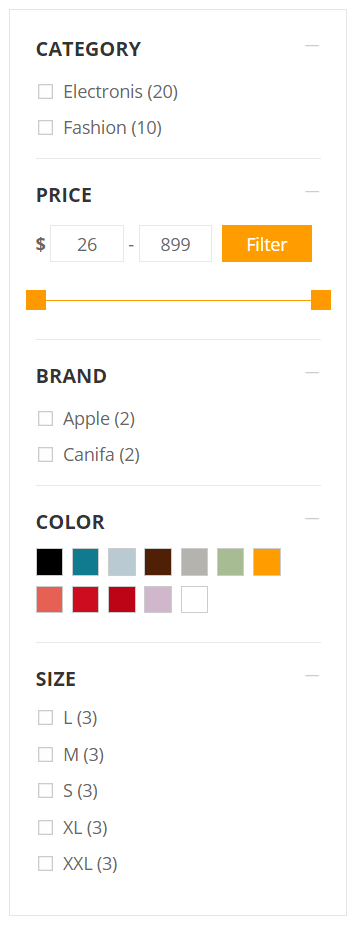 CATEGORY
Electronis (20)
Fashion (10)
PRICE
$ 26 - 899 Filter
BRAND
Apple (2)
Canifa (2)
COLOR
SIZE
L (3)
M (3)
S (3)
XL (3)
XXL (3)